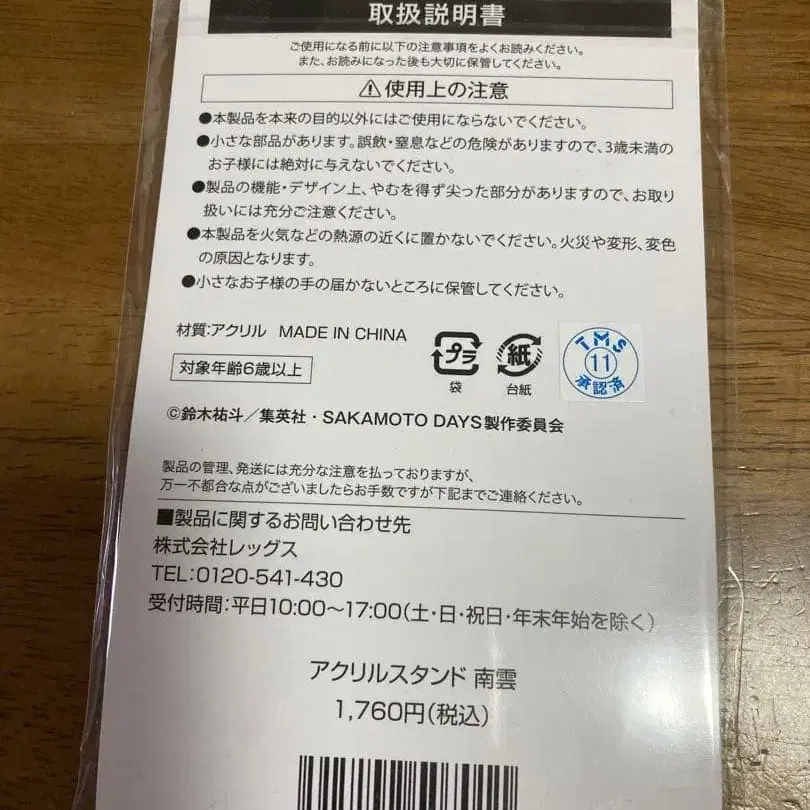 取扱説明書
ご使用になる前に以下の注意事項をよくお読みください。
また、お読みになった後も大切に保管してください。
⚠使用上の注意
●本製品を本来の目的以外にはご使用にならないでください。
●小さな部品があります。誤飲・窒息などの危険がありますので、3歳未満の
お子様には絶対に与えないでください。
●製品の機能・デザイン上、やむを得ず尖った部分がありますので、お取り
扱いには充分ご注意ください。
●本製品を火気などの熱源の近くに置かないでください。火災や変形、変色
の原因となります。
●小さなお子様の手の届かないところに保管してください。
材質:アクリル MADE IN CHINA
対象年齢6歳以上
プラ
袋
紙
台紙
TMS
11
承認済
©鈴木祐斗／集英社・SAKAMOTO DAYS製作委員会
製品の管理、発送には充分な注意を払っておりますが、
万一不都合な点がございましたらお手数ですが下記までご連絡ください。
■製品に関するお問い合わせ先
株式会社レッグス
TEL:0120-541-430
受付時間:平日10:00〜17:00(土・日・祝日・年末年始を除く)
アクリルスタンド 南雲
1,760円(税込)